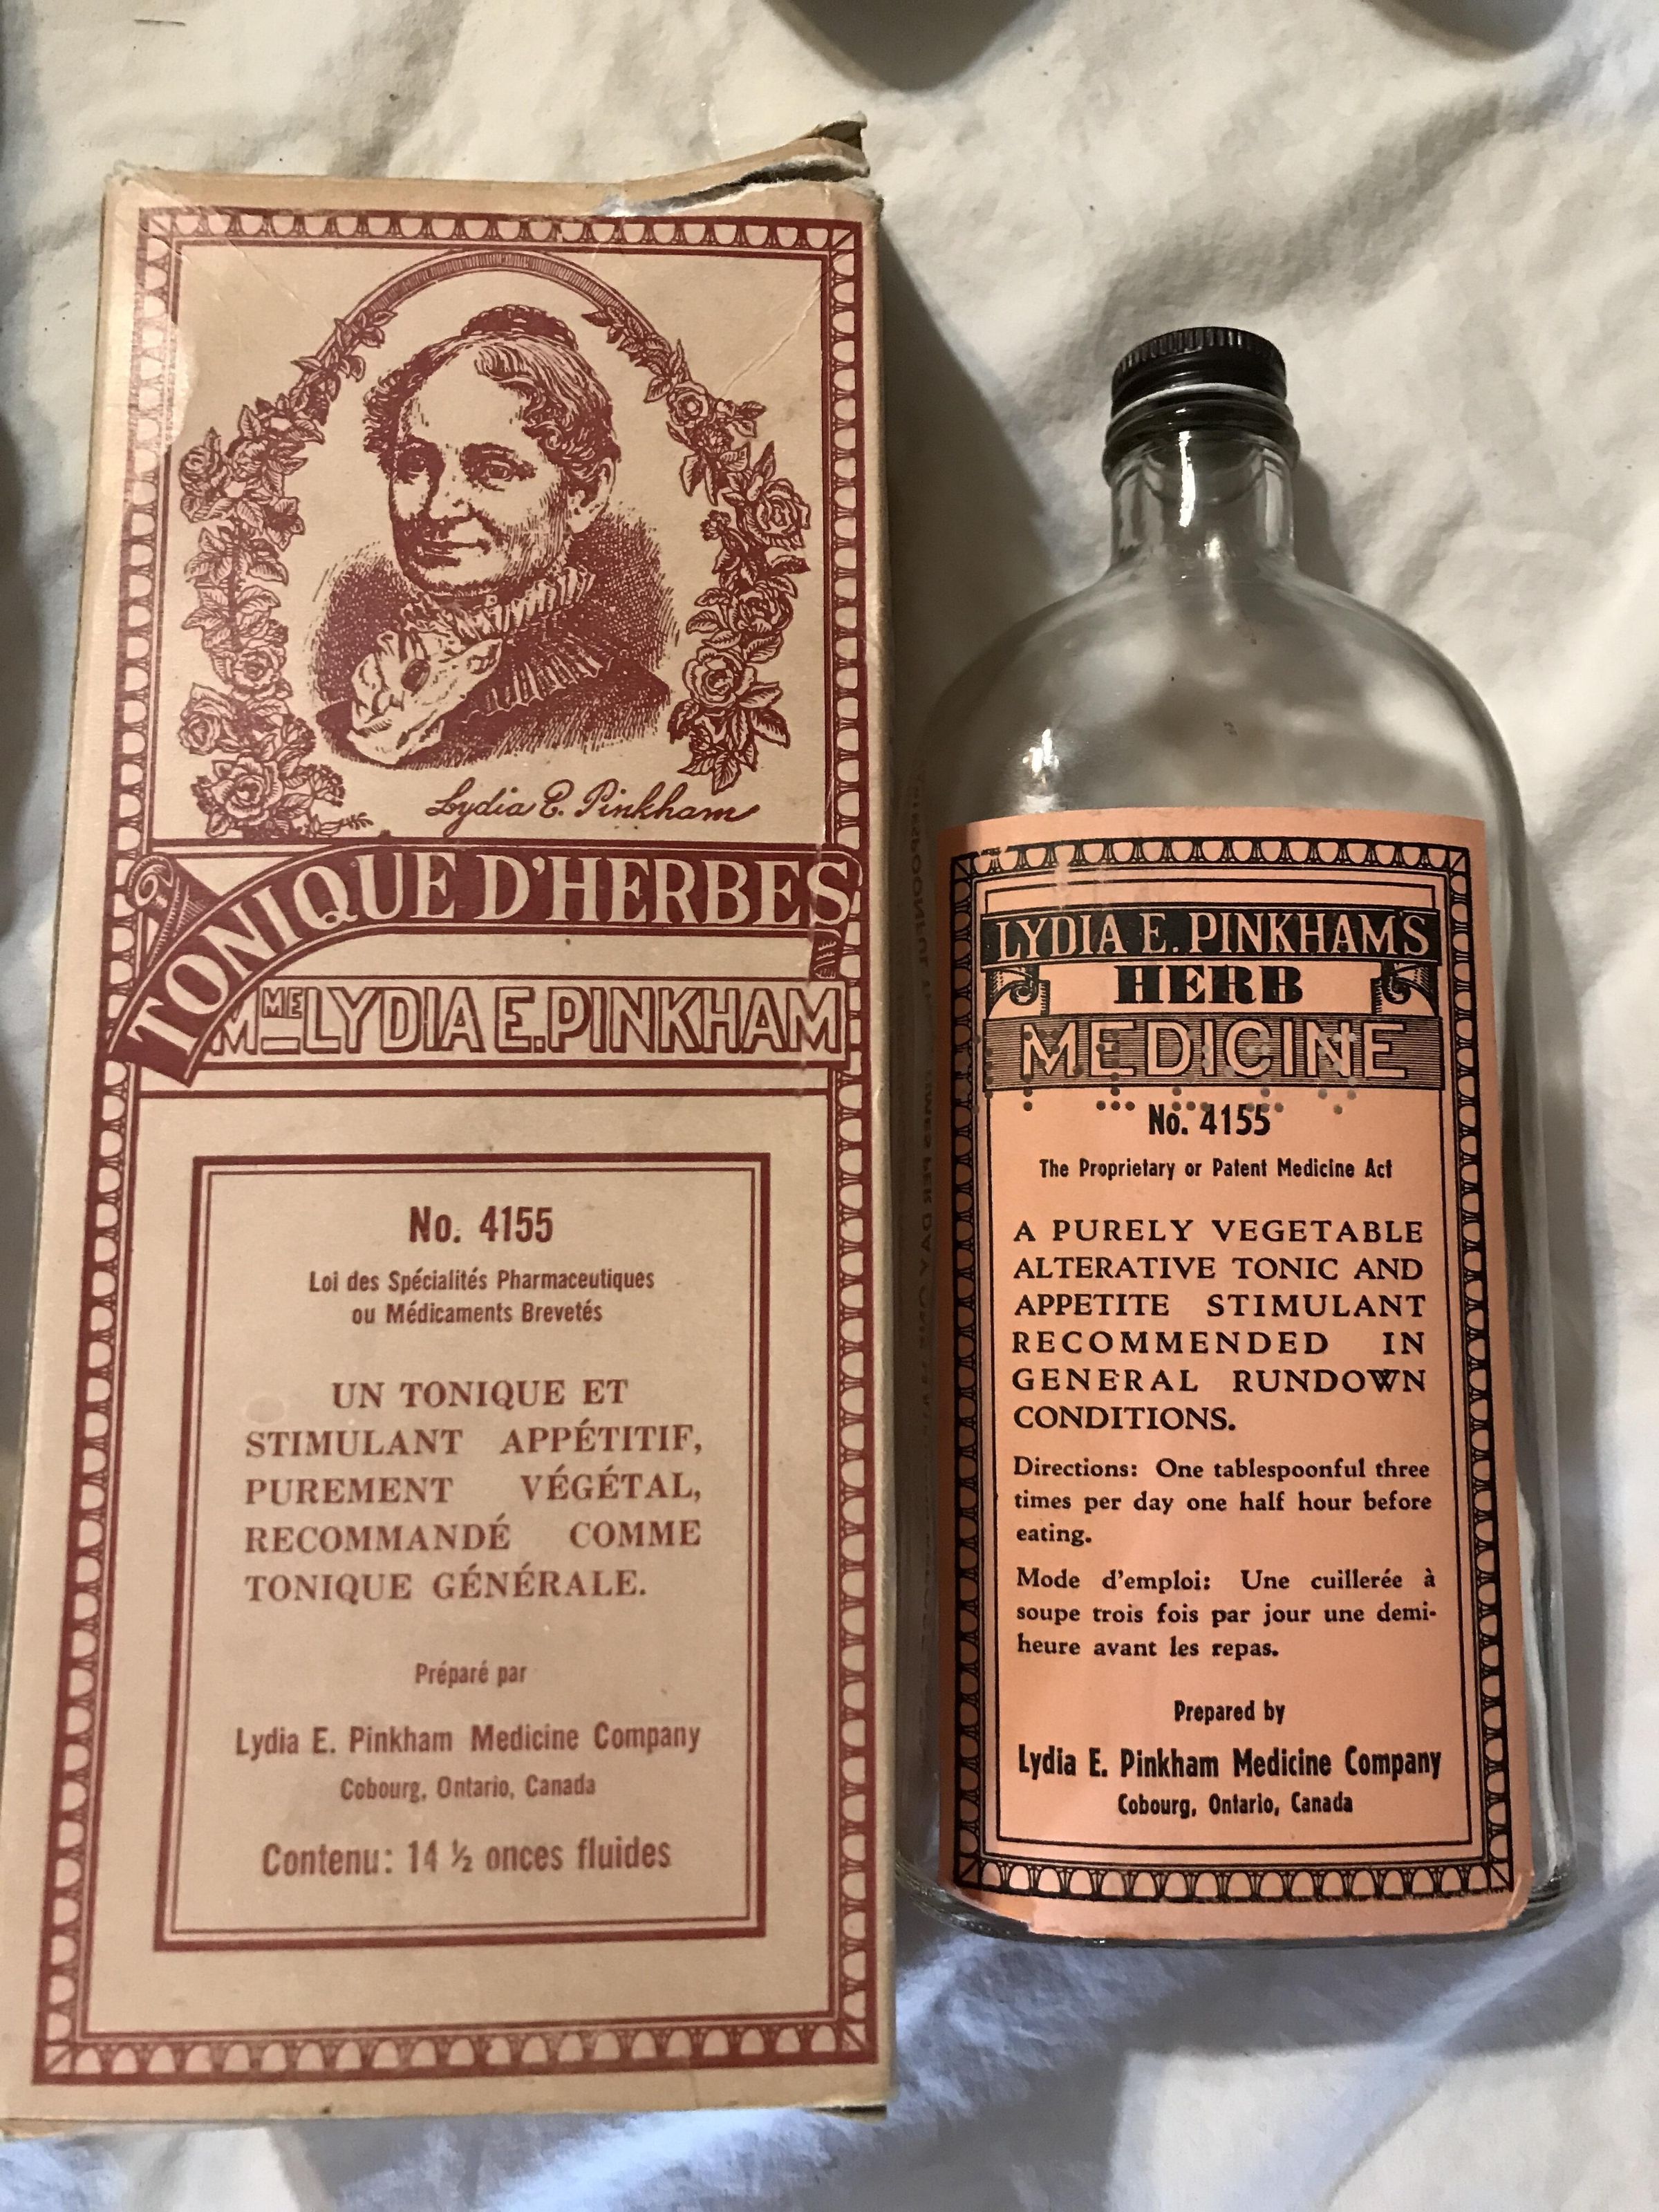 Lydia E. Pinkham
TONIQUE D'HERBES
MME LYDIA E. PINKHAM
No. 4155
Loi des Spécialités Pharmaceutiques
ou Médicaments Brevetés
UN TONIQUE ET
STIMULANT APPÉTITIF,
PUREMENT VÉGÉTAL,
RECOMMANDÉ COMME
TONIQUE GÉNÉRALE.
Préparé par
Lydia E. Pinkham Medicine Company
Cobourg, Ontario, Canada
Contenu: 14 ½ onces fluides
LYDIA E. PINKHAM'S
HERB
MEDICINE
No. 4155
The Proprietary or Patent Medicine Act
A PURELY VEGETABLE
ALTERATIVE TONIC AND
APPETITE STIMULANT
RECOMMENDED IN
GENERAL RUNDOWN
CONDITIONS.
Directions: One tablespoonful three
times per day one half hour before
eating.
Mode d'emploi: Une cuillerée à
soupe trois fois par jour une demi-
heure avant les repas.
Prepared by
Lydia E. Pinkham Medicine Company
Cobourg, Ontario, Canada